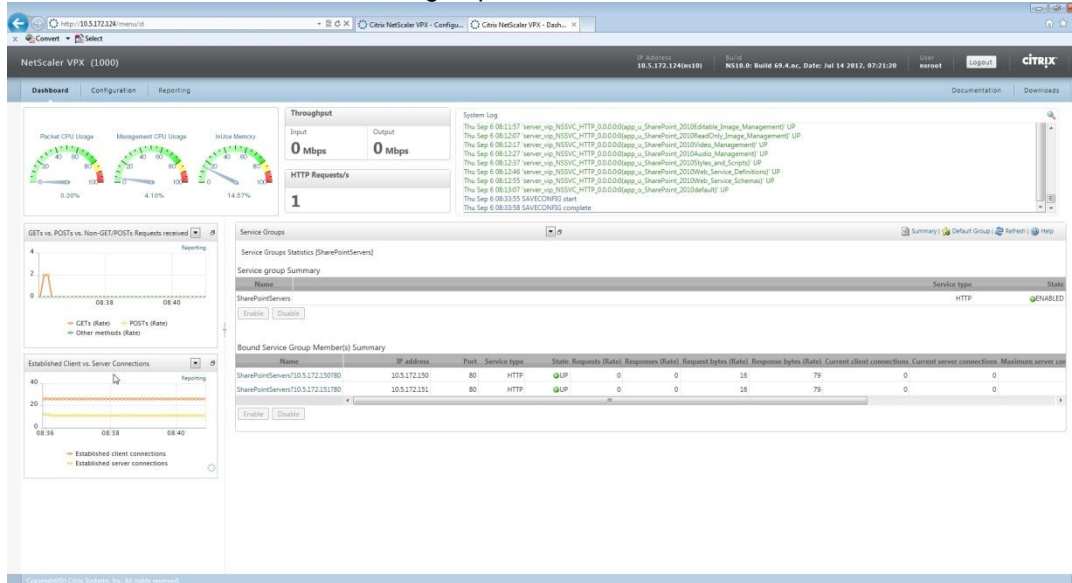 http://10.5.172.124/menu/st
Citrix NetScaler VPX - Configu...
Citrix NetScaler VPX - Dash...
x Convert Select
NetScaler VPX (1000)
IP Address
10.5.172.124(ns10)
Build
NS10.0: Build 69.4.nc, Date: Jul 14 2012, 07:21:20
User
nsroot
Logout
CITRIX
Dashboard Configuration Reporting
Documentation Downloads
Packet CPU Usage Management CPU Usage InUse Memory
0.38% 4.10% 14.57%
Throughput
Input Output
0 Mbps 0 Mbps
HTTP Requests/s
1
System Log
Thu Sep 6 08:11:57 'server_vip_NSSVC_HTTP_0.0.0.0:0(app_u_SharePoint_2010Editable_Image_Management)' UP
Thu Sep 6 08:12:07 'server_vip_NSSVC_HTTP_0.0.0.0:0(app_u_SharePoint_2010ReadOnly_Image_Management)' UP
Thu Sep 6 08:12:17 'server_vip_NSSVC_HTTP_0.0.0.0:0(app_u_SharePoint_2010Video_Management)' UP
Thu Sep 6 08:12:27 'server_vip_NSSVC_HTTP_0.0.0.0:0(app_u_SharePoint_2010Audio_Management)' UP
Thu Sep 6 08:12:37 'server_vip_NSSVC_HTTP_0.0.0.0:0(app_u_SharePoint_2010Styles_and_Scripts)' UP
Thu Sep 6 08:12:46 'server_vip_NSSVC_HTTP_0.0.0.0:0(app_u_SharePoint_2010Web_Service_Definitions)' UP
Thu Sep 6 08:12:55 'server_vip_NSSVC_HTTP_0.0.0.0:0(app_u_SharePoint_2010Web_Service_Schemas)' UP
Thu Sep 6 08:13:07 'server_vip_NSSVC_HTTP_0.0.0.0:0(app_u_SharePoint_2010default)' UP
Thu Sep 6 08:33:55 SAVECONFIG start
Thu Sep 6 08:33:58 SAVECONFIG complete
GETs vs. POSTs vs. Non-GET/POSTs Requests received
Reporting
4
2
0
08:38 08:40
GETs (Rate) POSTs (Rate)
Other methods (Rate)
Established Client vs. Server Connections
Reporting
40
20
0
08:36 08:38 08:40
Established client connections
Established server connections
Service Groups
Summary | Default Group | Refresh | Help
Service Groups Statistics [SharePointServers]
Service group Summary
Name Service type State
SharePointServers HTTP ENABLED
Enable Disable
Bound Service Group Member(s) Summary
Name IP address Port Service type State Requests (Rate) Responses (Rate) Request bytes (Rate) Response bytes (Rate) Current client connections Current server connections Maximum server con
SharePointServers?10.5.172.150?80 10.5.172.150 80 HTTP UP 0 0 16 79 0 0
SharePointServers?10.5.172.151?80 10.5.172.151 80 HTTP UP 0 0 16 79 0 0
Enable Disable
Copyright(©) Citrix Systems, Inc. All rights reserved.